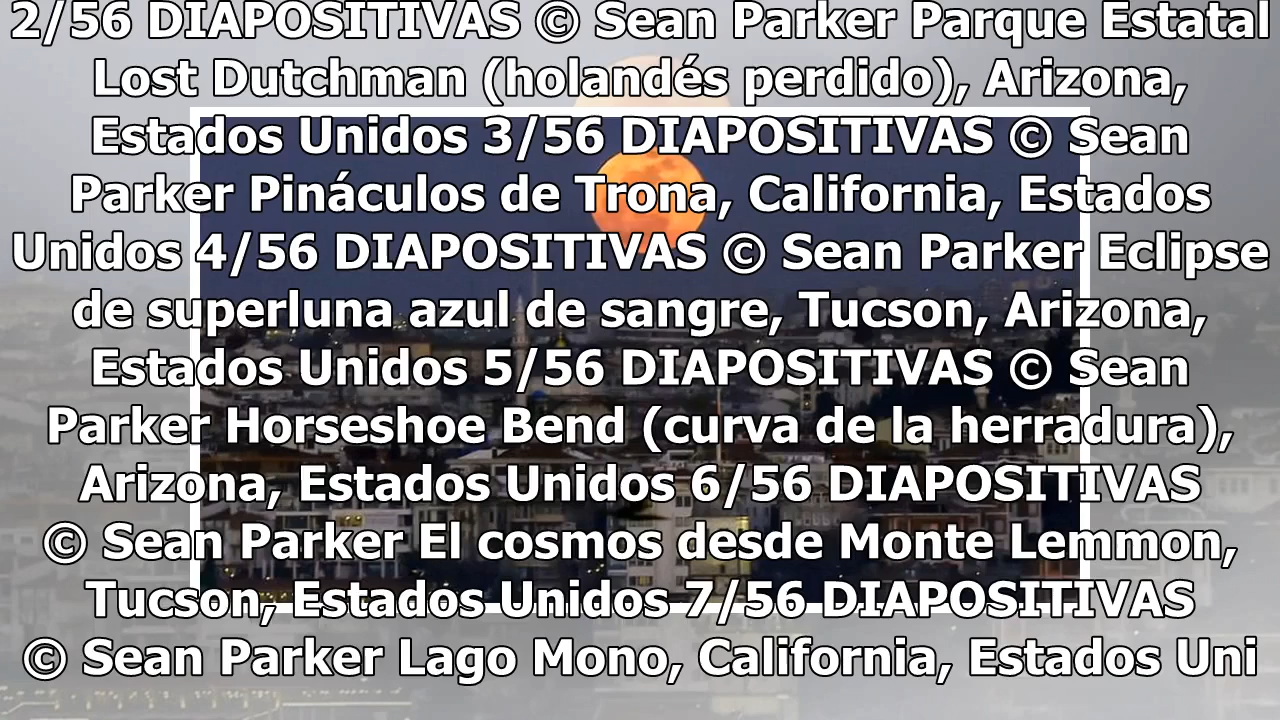 2/56 DIAPOSITIVAS © Sean Parker Parque Estatal
Lost Dutchman (holandés perdido), Arizona,
Estados Unidos 3/56 DIAPOSITIVAS © Sean
Parker Pináculos de Trona, California, Estados
Unidos 4/56 DIAPOSITIVAS © Sean Parker Eclipse
de superluna azul de sangre, Tucson, Arizona,
Estados Unidos 5/56 DIAPOSITIVAS © Sean
Parker Horseshoe Bend (curva de la herradura),
Arizona, Estados Unidos 6/56 DIAPOSITIVAS
© Sean Parker El cosmos desde Monte Lemmon,
Tucson, Estados Unidos 7/56 DIAPOSITIVAS
© Sean Parker Lago Mono, California, Estados Uni